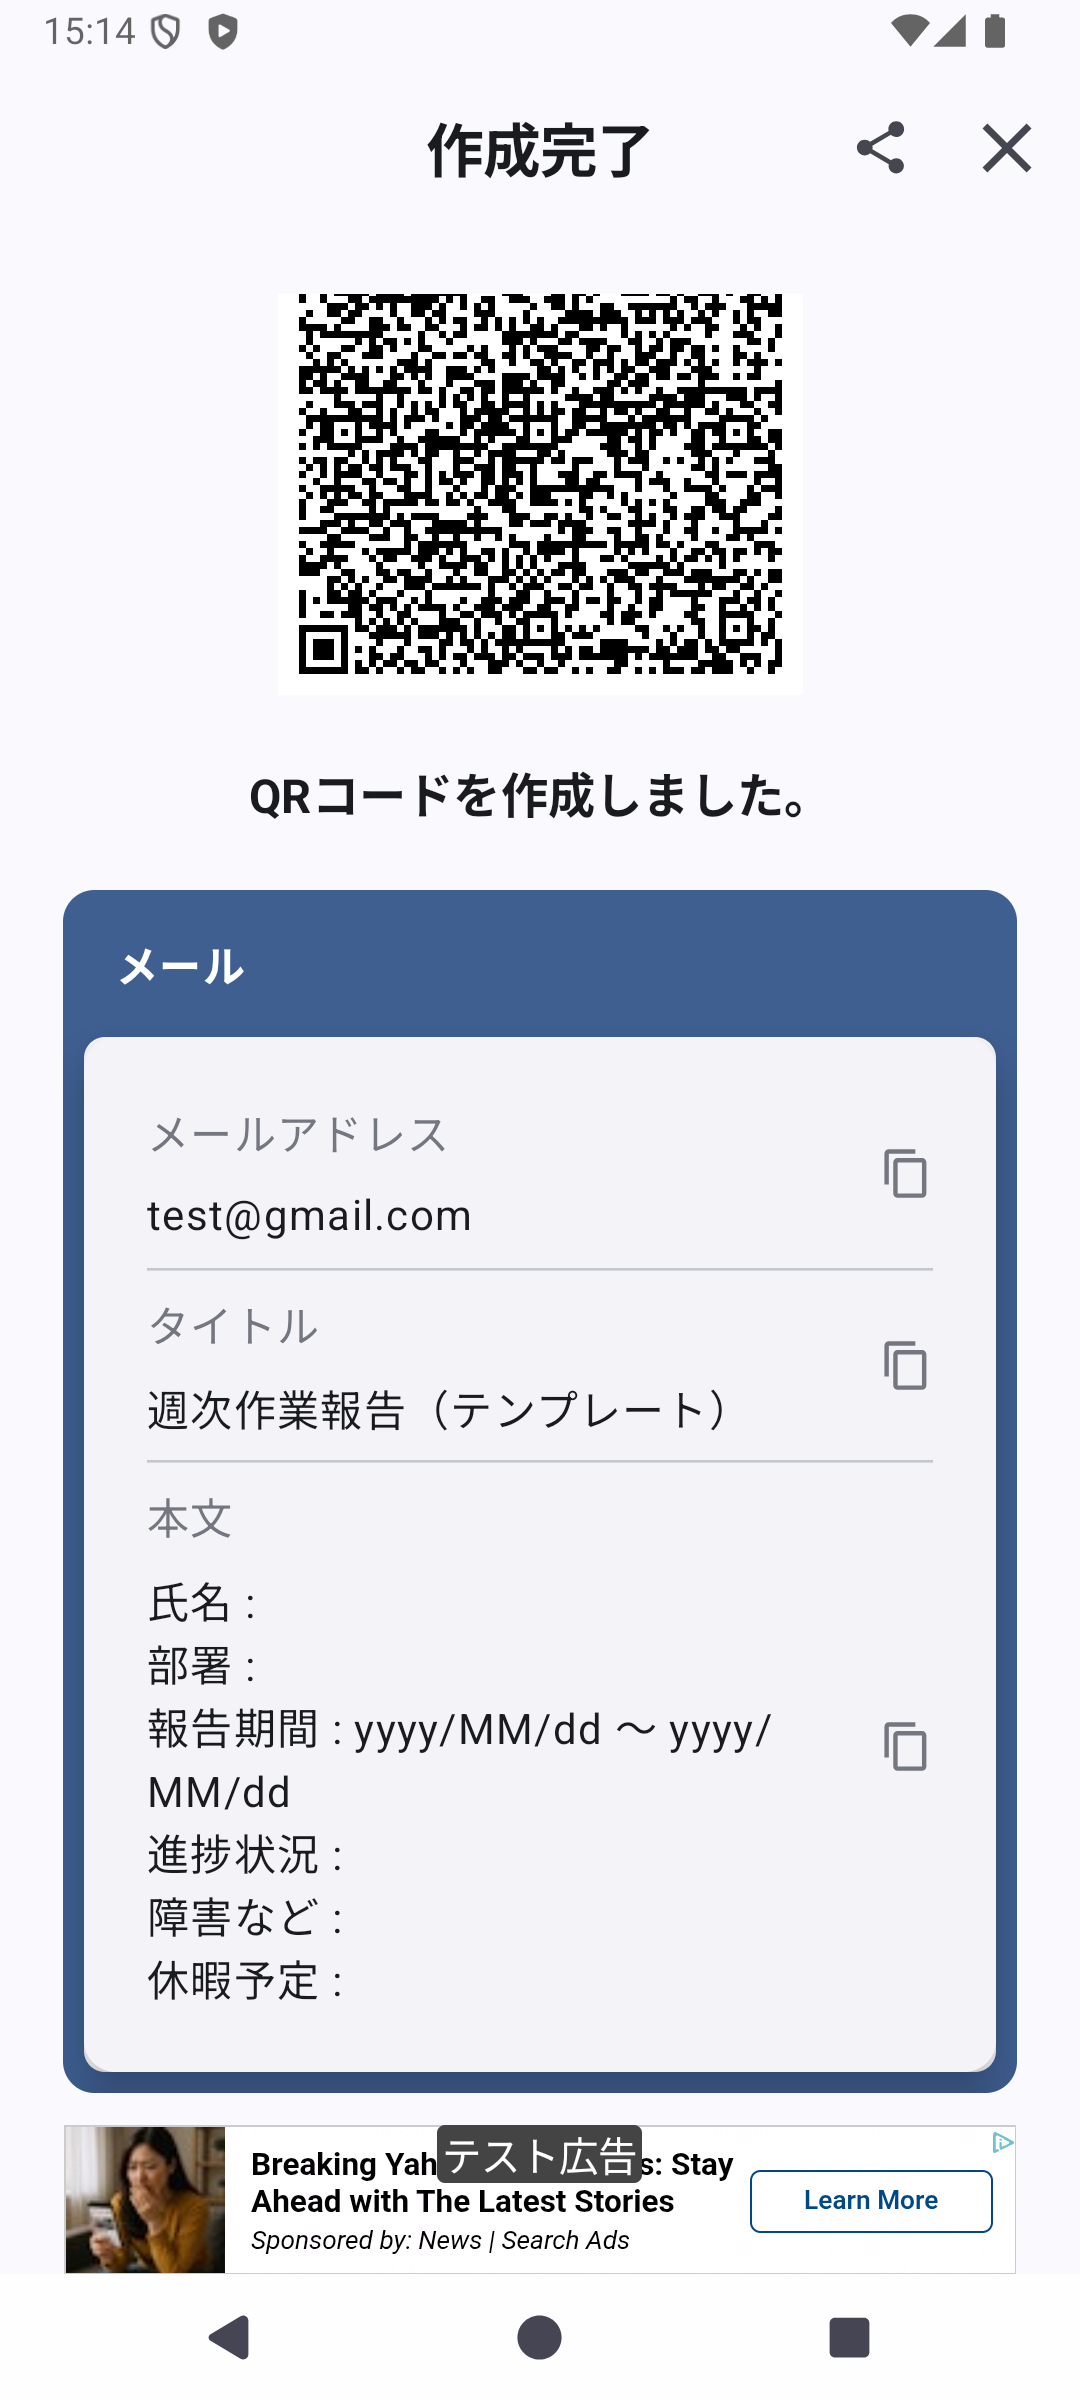 15:14
作成完了
QRコードを作成しました。
メール
メールアドレス
test@gmail.com
タイトル
週次作業報告（テンプレート）
本文
氏名 :
部署 :
報告期間 : yyyy/MM/dd 〜 yyyy/
MM/dd
進捗状況 :
障害など :
休暇予定 :
テスト広告
Breaking Yah s: Stay
Ahead with The Latest Stories
Sponsored by: News | Search Ads
Learn More